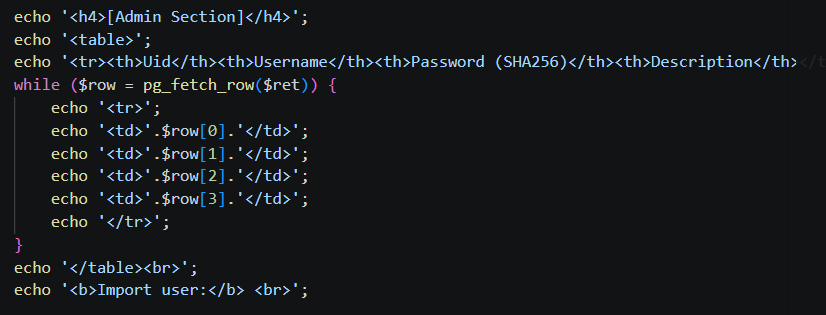 echo '<h4>[Admin Section]</h4>';
echo '<table>';
echo '<tr><th>Uid</th><th>Username</th><th>Password (SHA256)</th><th>Description</th></t
while ($row = pg_fetch_row($ret)) {
    echo '<tr>';
    echo '<td>'.$row[0].'</td>';
    echo '<td>'.$row[1].'</td>';
    echo '<td>'.$row[2].'</td>';
    echo '<td>'.$row[3].'</td>';
    echo '</tr>';
}
echo '</table><br>';
echo '<b>Import user:</b> <br>';